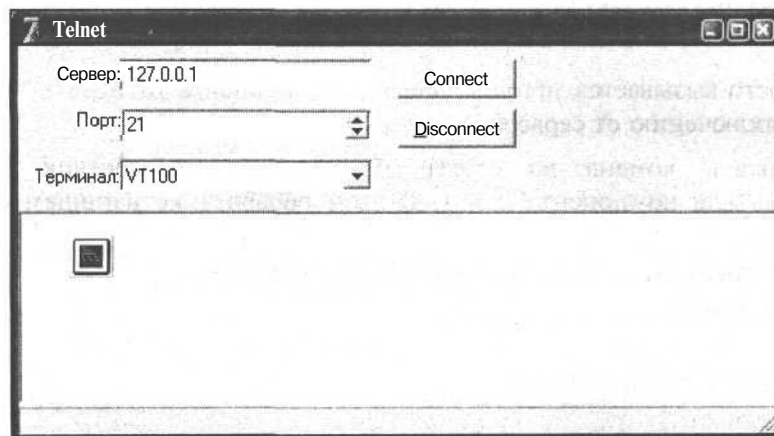 Telnet
Сервер: 127.0.0.1
Connect
Порт: 21
Disconnect
Терминал: VT100